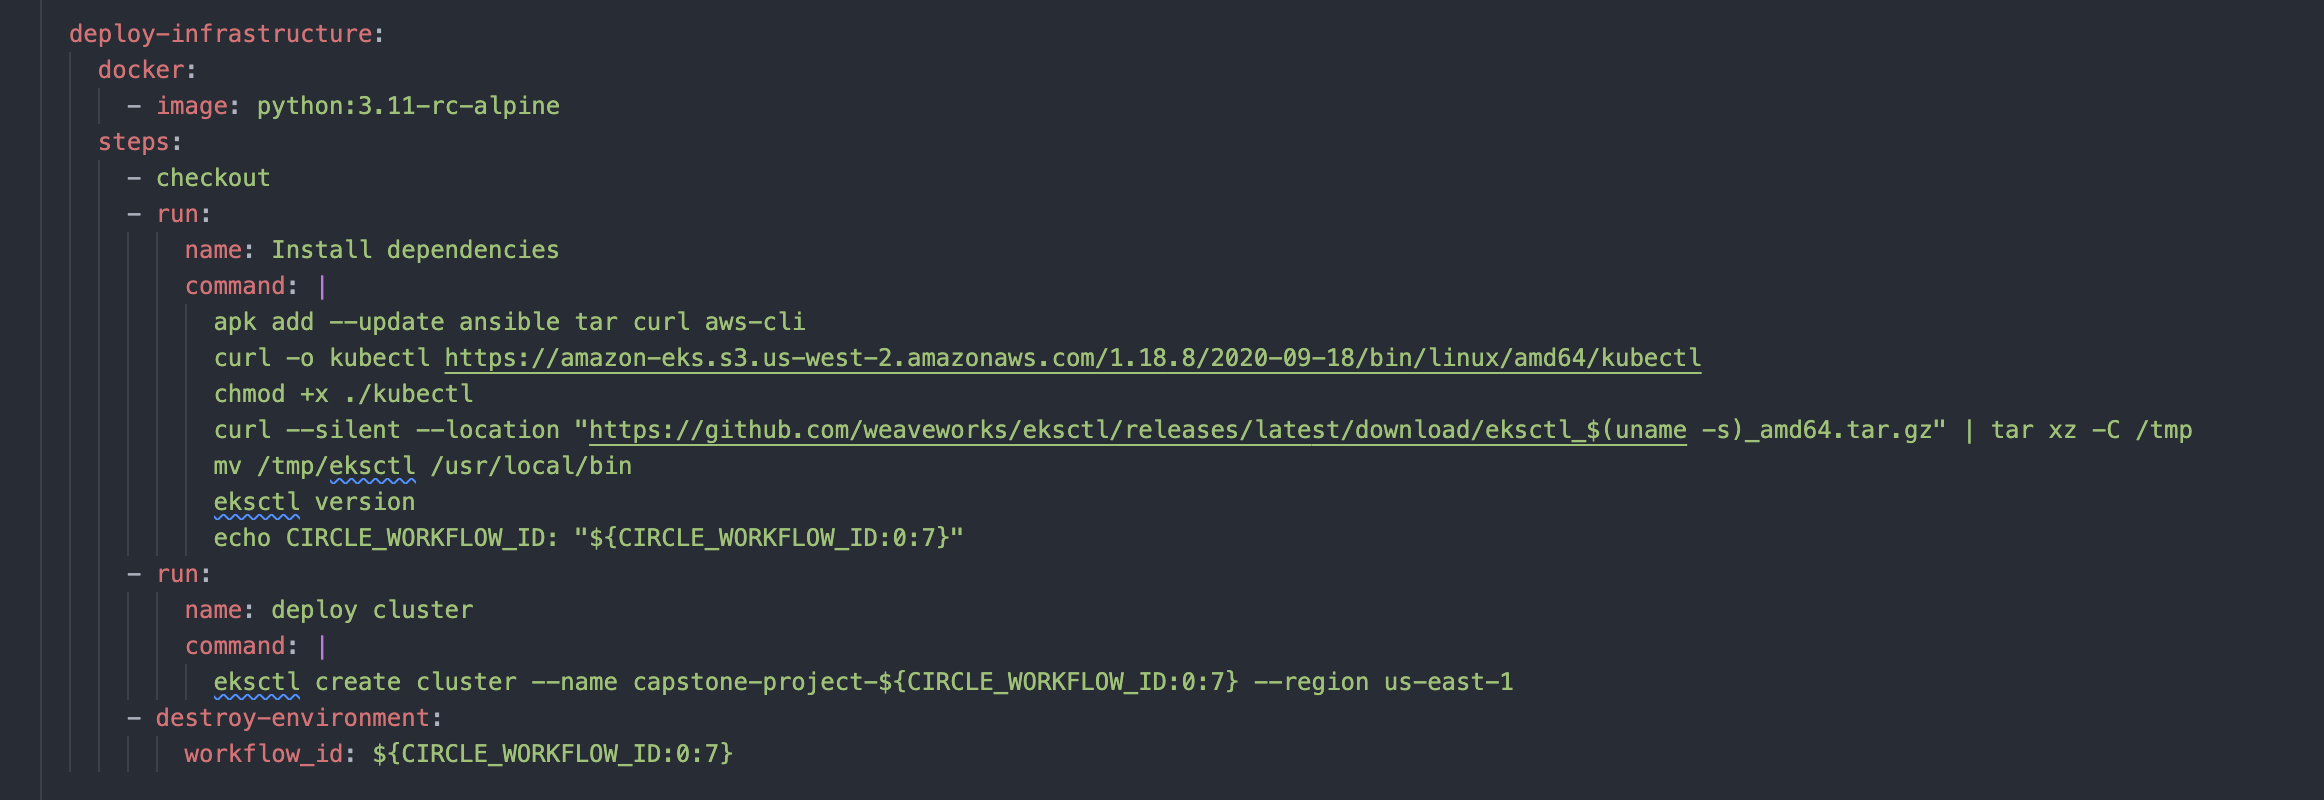 deploy-infrastructure:
  docker:
    - image: python:3.11-rc-alpine
  steps:
    - checkout
    - run:
        name: Install dependencies
        command: |
          apk add --update ansible tar curl aws-cli
          curl -o kubectl https://amazon-eks.s3.us-west-2.amazonaws.com/1.18.8/2020-09-18/bin/linux/amd64/kubectl
          chmod +x ./kubectl
          curl --silent --location "https://github.com/weaveworks/eksctl/releases/latest/download/eksctl_$(uname -s)_amd64.tar.gz" | tar xz -C /tmp
          mv /tmp/eksctl /usr/local/bin
          eksctl version
          echo CIRCLE_WORKFLOW_ID: "${CIRCLE_WORKFLOW_ID:0:7}"
    - run:
        name: deploy cluster
        command: |
          eksctl create cluster --name capstone-project-${CIRCLE_WORKFLOW_ID:0:7} --region us-east-1
    - destroy-environment:
        workflow_id: ${CIRCLE_WORKFLOW_ID:0:7}